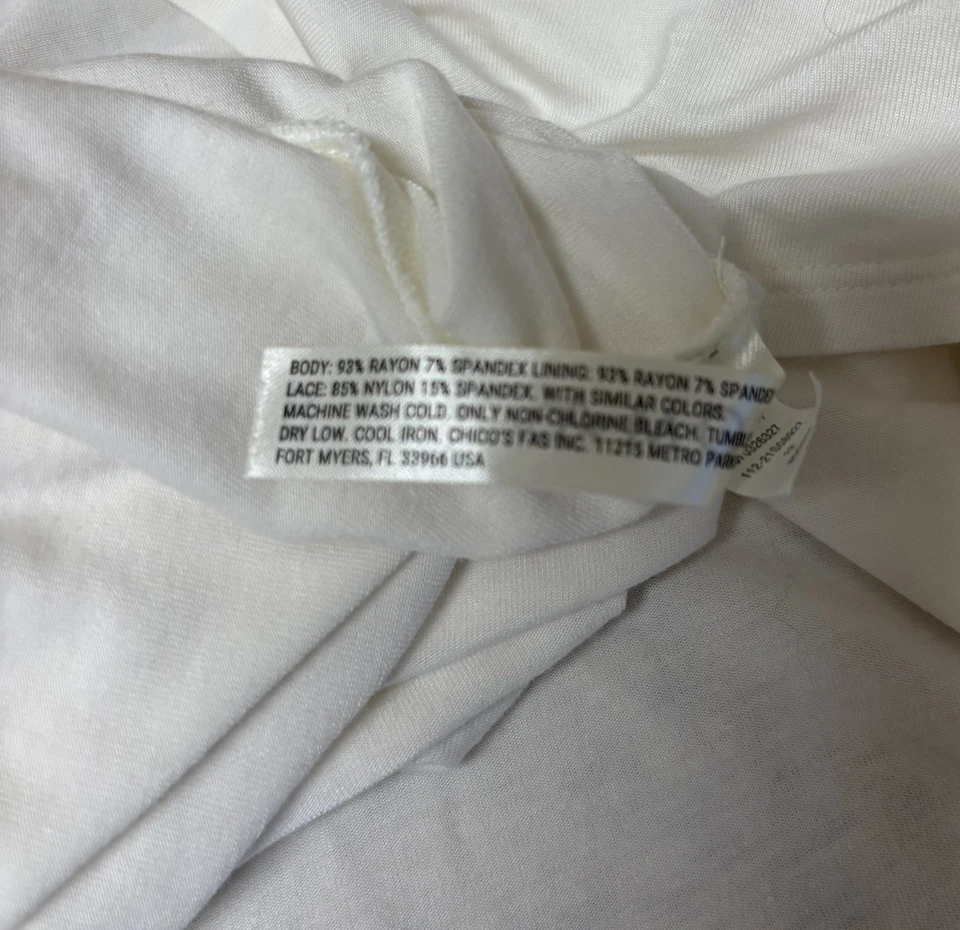 BODY: 93% RAYON 7% SPANDEX LINING: 93% RAYON 7% SPANDE
LACE: 85% NYLON 15% SPANDEX. WITH SIMILAR COLORS.
MACHINE WASH COLD. ONLY NON-CHLORINE BLEACH. TUMBL
DRY LOW. COOL IRON. CHICO'S FAS INC. 11215 METRO PARK
FORT MYERS, FL 33966 USA